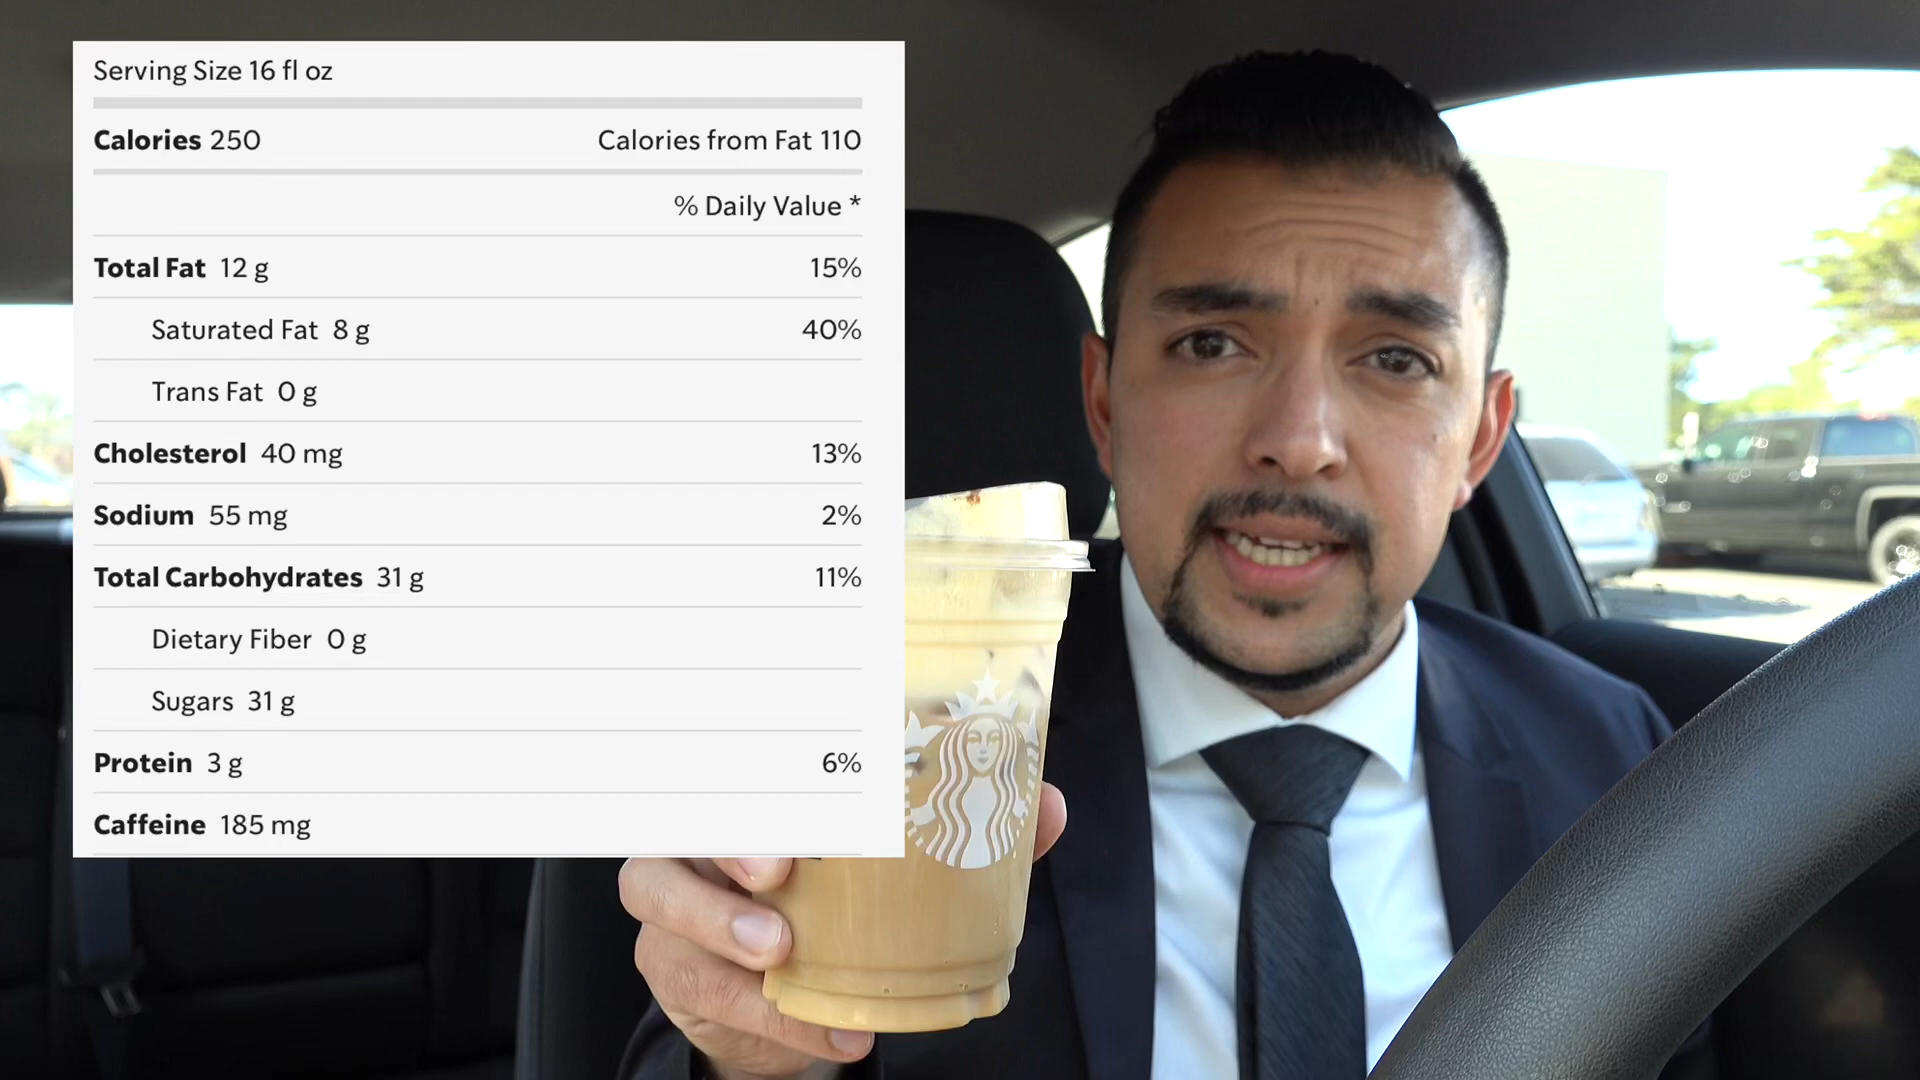 Serving Size 16 fl oz
Calories 250 Calories from Fat 110
% Daily Value *
Total Fat 12 g 15%
Saturated Fat 8 g 40%
Trans Fat 0 g
Cholesterol 40 mg 13%
Sodium 55 mg 2%
Total Carbohydrates 31 g 11%
Dietary Fiber 0 g
Sugars 31 g
Protein 3 g 6%
Caffeine 185 mg